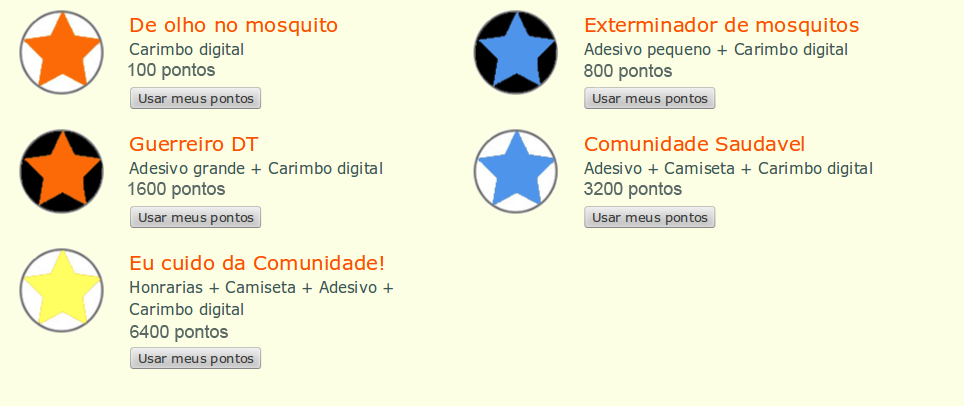 De olho no mosquito
Carimbo digital
100 pontos
Usar meus pontos
Exterminador de mosquitos
Adesivo pequeno + Carimbo digital
800 pontos
Usar meus pontos
Guerreiro DT
Adesivo grande + Carimbo digital
1600 pontos
Usar meus pontos
Comunidade Saudavel
Adesivo + Camiseta + Carimbo digital
3200 pontos
Usar meus pontos
Eu cuido da Comunidade!
Honrarias + Camiseta + Adesivo +
Carimbo digital
6400 pontos
Usar meus pontos